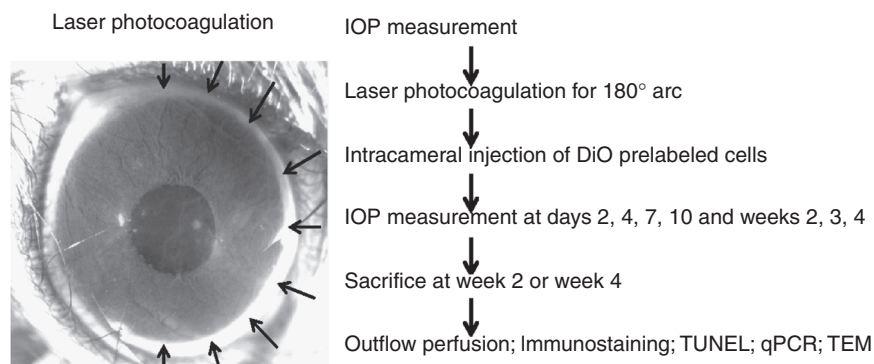 Laser photocoagulation
IOP measurement
Laser photocoagulation for 180° arc
Intracameral injection of DiO prelabeled cells
IOP measurement at days 2, 4, 7, 10 and weeks 2, 3, 4
Sacrifice at week 2 or week 4
Outflow perfusion; Immunostaining; TUNEL; qPCR; TEM